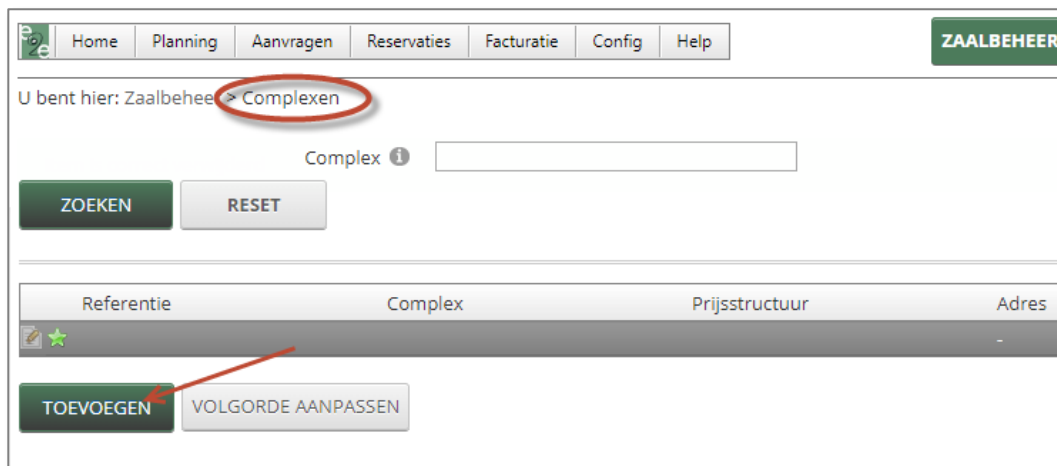 e2e Home Planning Aanvragen Reservaties Facturatie Config Help ZAALBEHEER
U bent hier: Zaalbehee > Complexen
Complex
ZOEKEN RESET
Referentie Complex Prijsstructuur Adres
-
TOEVOEGEN VOLGORDE AANPASSEN